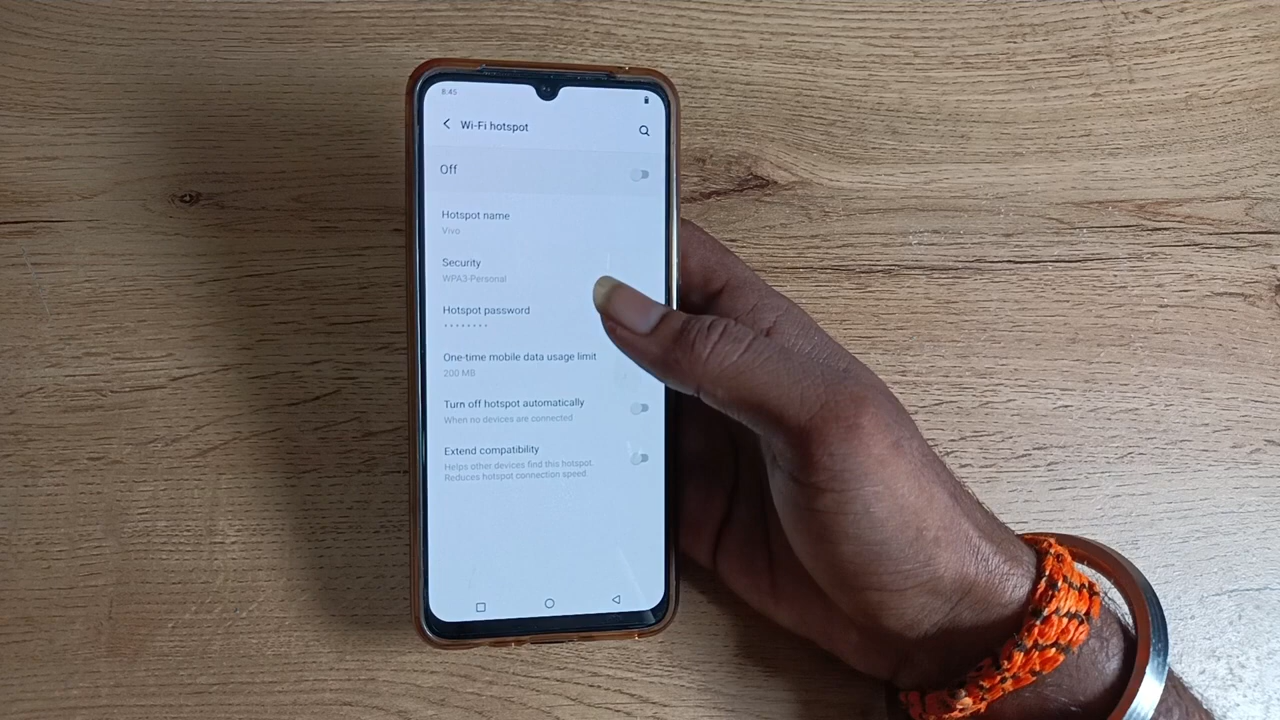 8:45
Wi-Fi hotspot
Off
Hotspot name
Vivo
Security
WPA3-Personal
Hotspot password
••••••••
One-time mobile data usage limit
200 MB
Turn off hotspot automatically
When no devices are connected
Extend compatibility
Helps other devices find this hotspot.
Reduces hotspot connection speed.